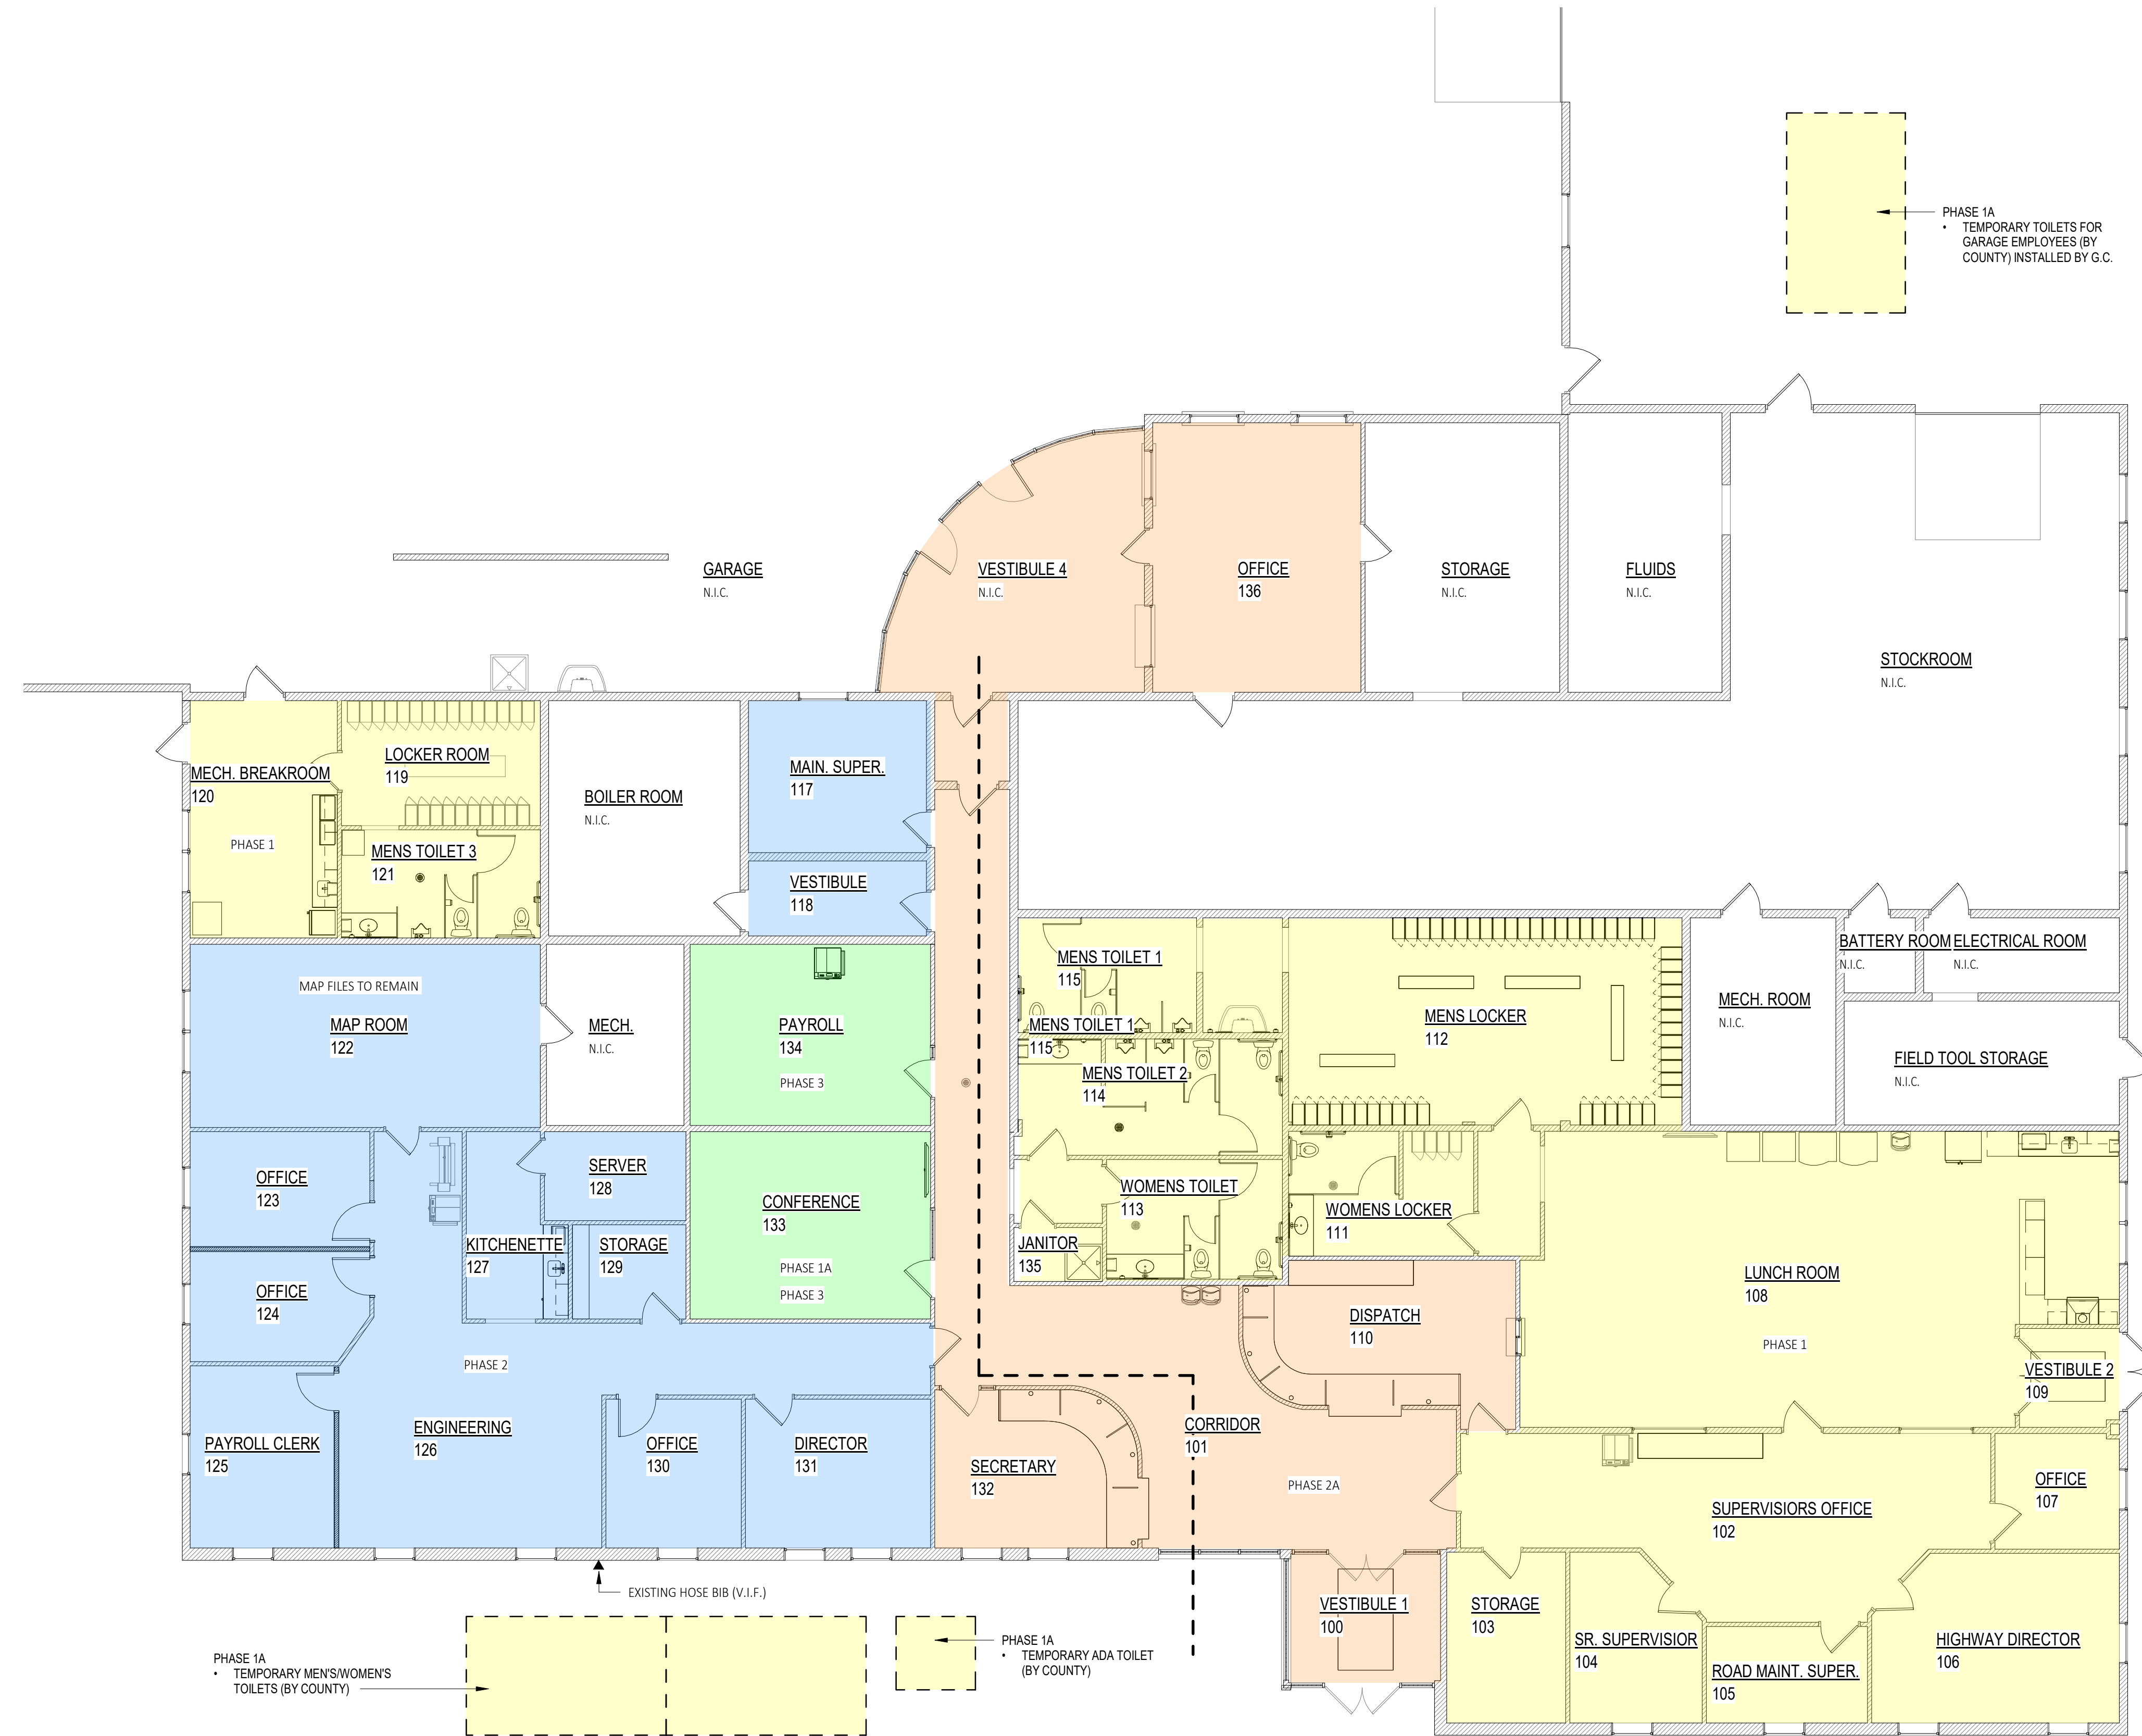 PHASE 1A
• TEMPORARY TOILETS FOR
GARAGE EMPLOYEES (BY
COUNTY) INSTALLED BY G.C.
GARAGE
N.I.C.
VESTIBULE 4
N.I.C.
OFFICE
136
STORAGE
N.I.C.
FLUIDS
N.I.C.
STOCKROOM
N.I.C.
MECH. BREAKROOM
120
PHASE 1
LOCKER ROOM
119
MENS TOILET 3
121
BOILER ROOM
N.I.C.
MAIN. SUPER.
117
VESTIBULE
118
MAP FILES TO REMAIN
MAP ROOM
122
MECH.
N.I.C.
PAYROLL
134
PHASE 3
MENS TOILET 1
115
MENS TOILET 1
115
MENS TOILET 2
114
MENS LOCKER
112
MECH. ROOM
N.I.C.
BATTERY ROOM
N.I.C.
ELECTRICAL ROOM
N.I.C.
FIELD TOOL STORAGE
N.I.C.
OFFICE
123
OFFICE
124
KITCHENETTE
127
SERVER
128
STORAGE
129
CONFERENCE
133
PHASE 1A
PHASE 3
WOMENS TOILET
113
JANITOR
135
WOMENS LOCKER
111
DISPATCH
110
LUNCH ROOM
108
PHASE 1
VESTIBULE 2
109
PHASE 2
PAYROLL CLERK
125
ENGINEERING
126
OFFICE
130
DIRECTOR
131
SECRETARY
132
CORRIDOR
101
PHASE 2A
SUPERVISIORS OFFICE
102
OFFICE
107
EXISTING HOSE BIB (V.I.F.)
VESTIBULE 1
100
STORAGE
103
SR. SUPERVISIOR
104
ROAD MAINT. SUPER.
105
HIGHWAY DIRECTOR
106
PHASE 1A
• TEMPORARY MEN'S/WOMEN'S
TOILETS (BY COUNTY)
PHASE 1A
• TEMPORARY ADA TOILET
(BY COUNTY)